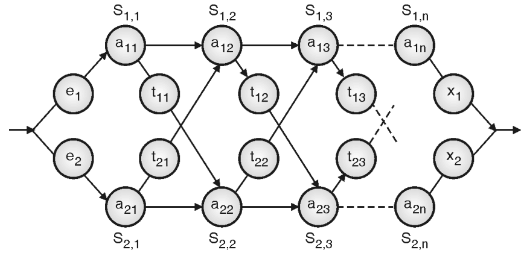 S1,1 S1,2 S1,3 S1,n
a11 a12 a13 a1n
e1 t11 t12 t13 x1
e2 t21 t22 t23 x2
a21 a22 a23 a2n
S2,1 S2,2 S2,3 S2,n